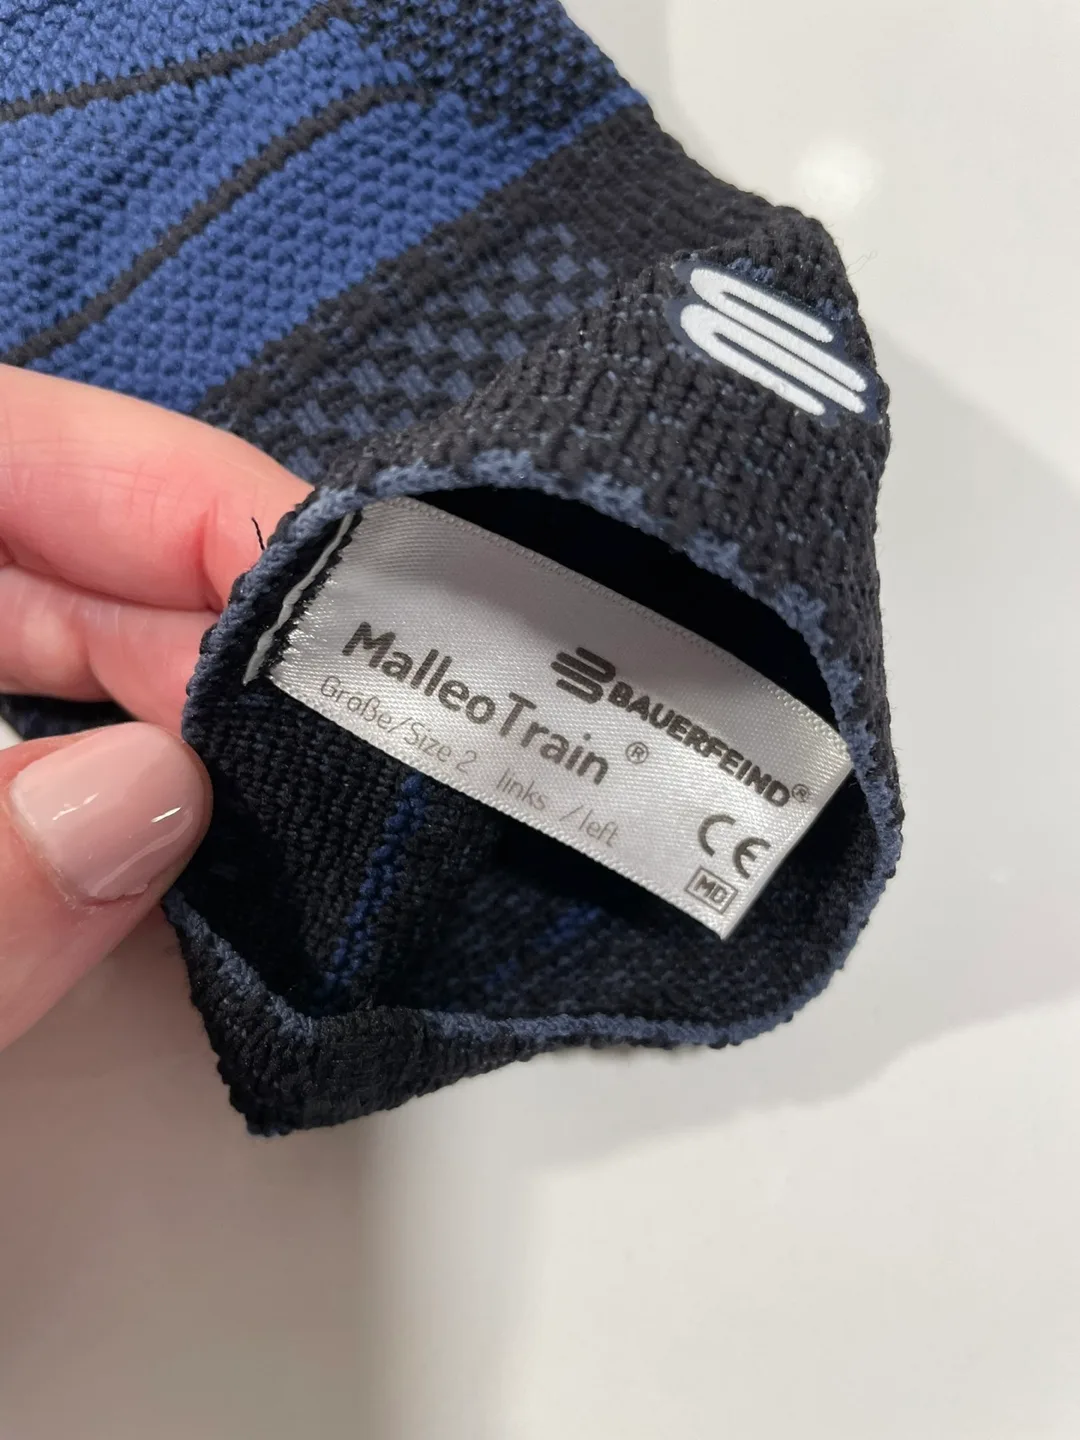 BAUERFEIND®
MalleoTrain®
Größe/Size 2 links /left
CE
MD